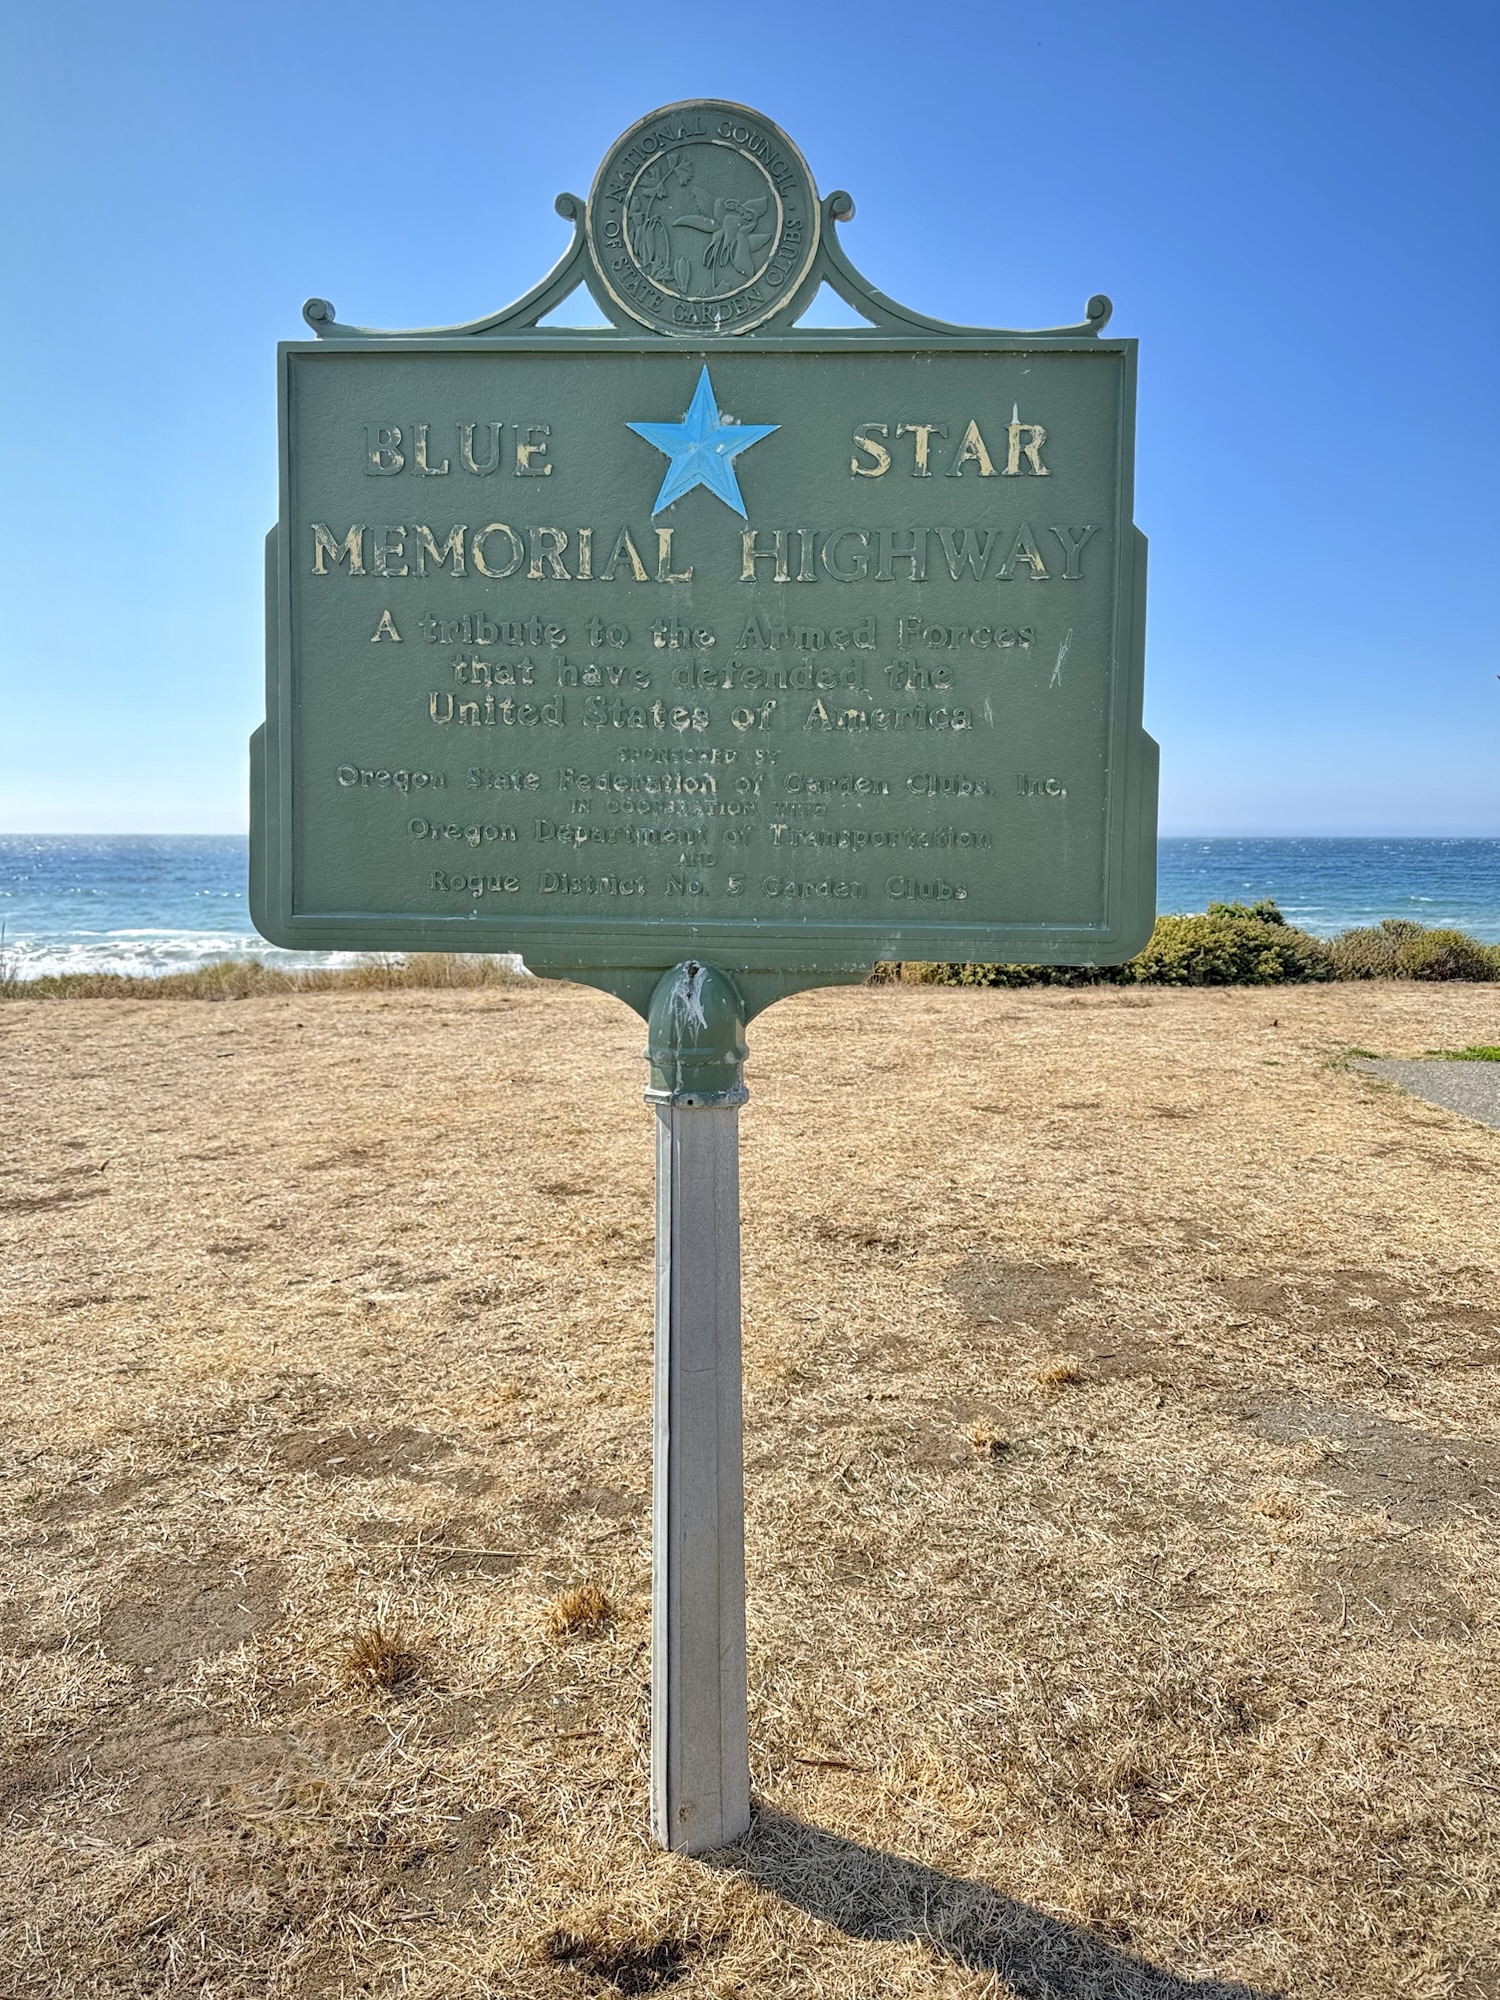 NATIONAL COUNCIL
OF STATE GARDEN CLUBS
BLUE STAR
MEMORIAL HIGHWAY
A tribute to the Armed Forces
that have defended the
United States of America
SPONSORED BY
Oregon State Federation of Garden Clubs, Inc.
IN COOPERATION WITH
Oregon Department of Transportation
AND
Rogue District No. 5 Garden Clubs